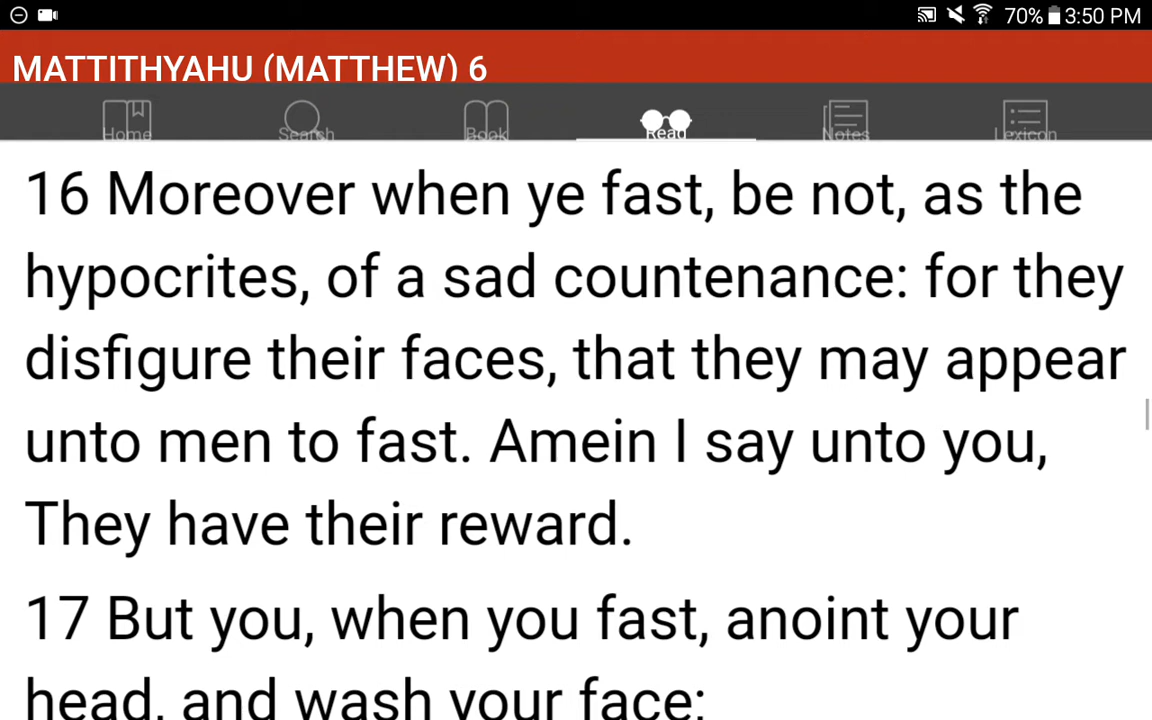 70% 3:50 PM
MATTITHYAHU (MATTHEW) 6
Home Search Book Read Notes Lexicon
16 Moreover when ye fast, be not, as the
hypocrites, of a sad countenance: for they
disfigure their faces, that they may appear
unto men to fast. Amein I say unto you,
They have their reward.
17 But you, when you fast, anoint your
head, and wash your face;